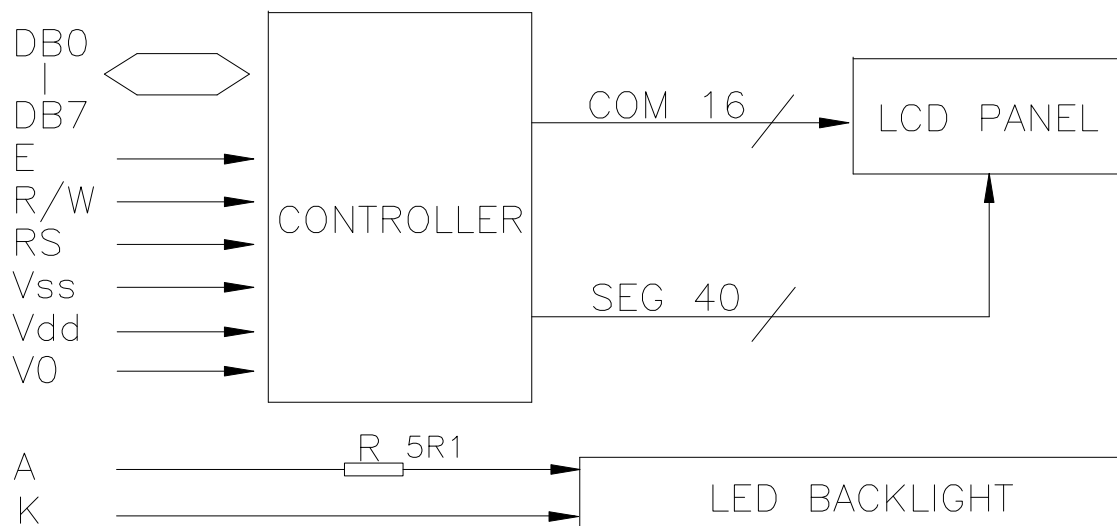 DB0
|
DB7
E
R/W
RS
Vss
Vdd
V0
CONTROLLER
COM 16
LCD PANEL
SEG 40
A
R 5R1
K
LED BACKLIGHT